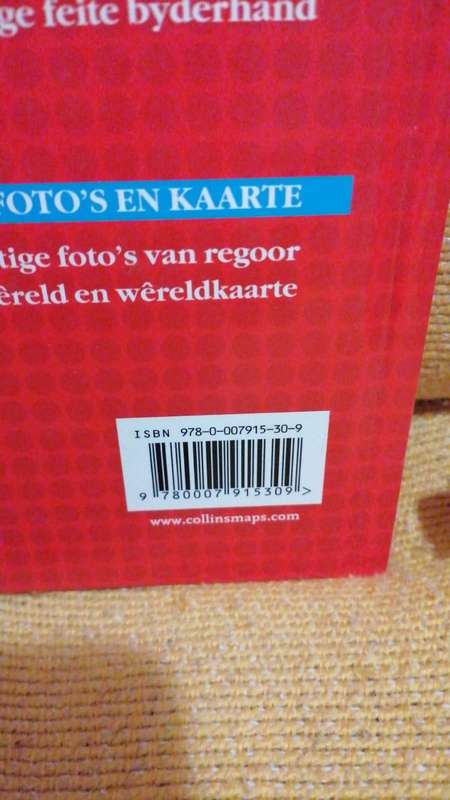 ge feite byderhand
FOTO'S EN KAARTE
tige foto's van regoor
êreld en wêreldkaarte
ISBN 978-0-007915-30-9
9 780007 915309 >
www.collinsmaps.com